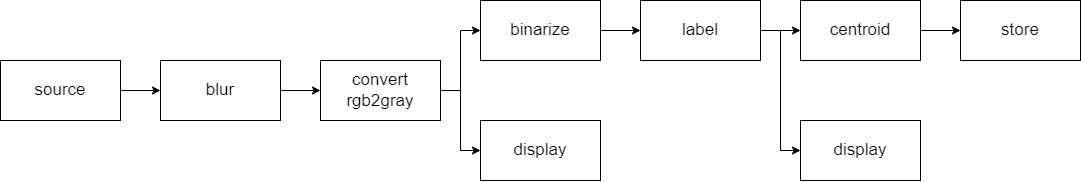 source
blur
convert
rgb2gray
binarize
label
centroid
store
display
display